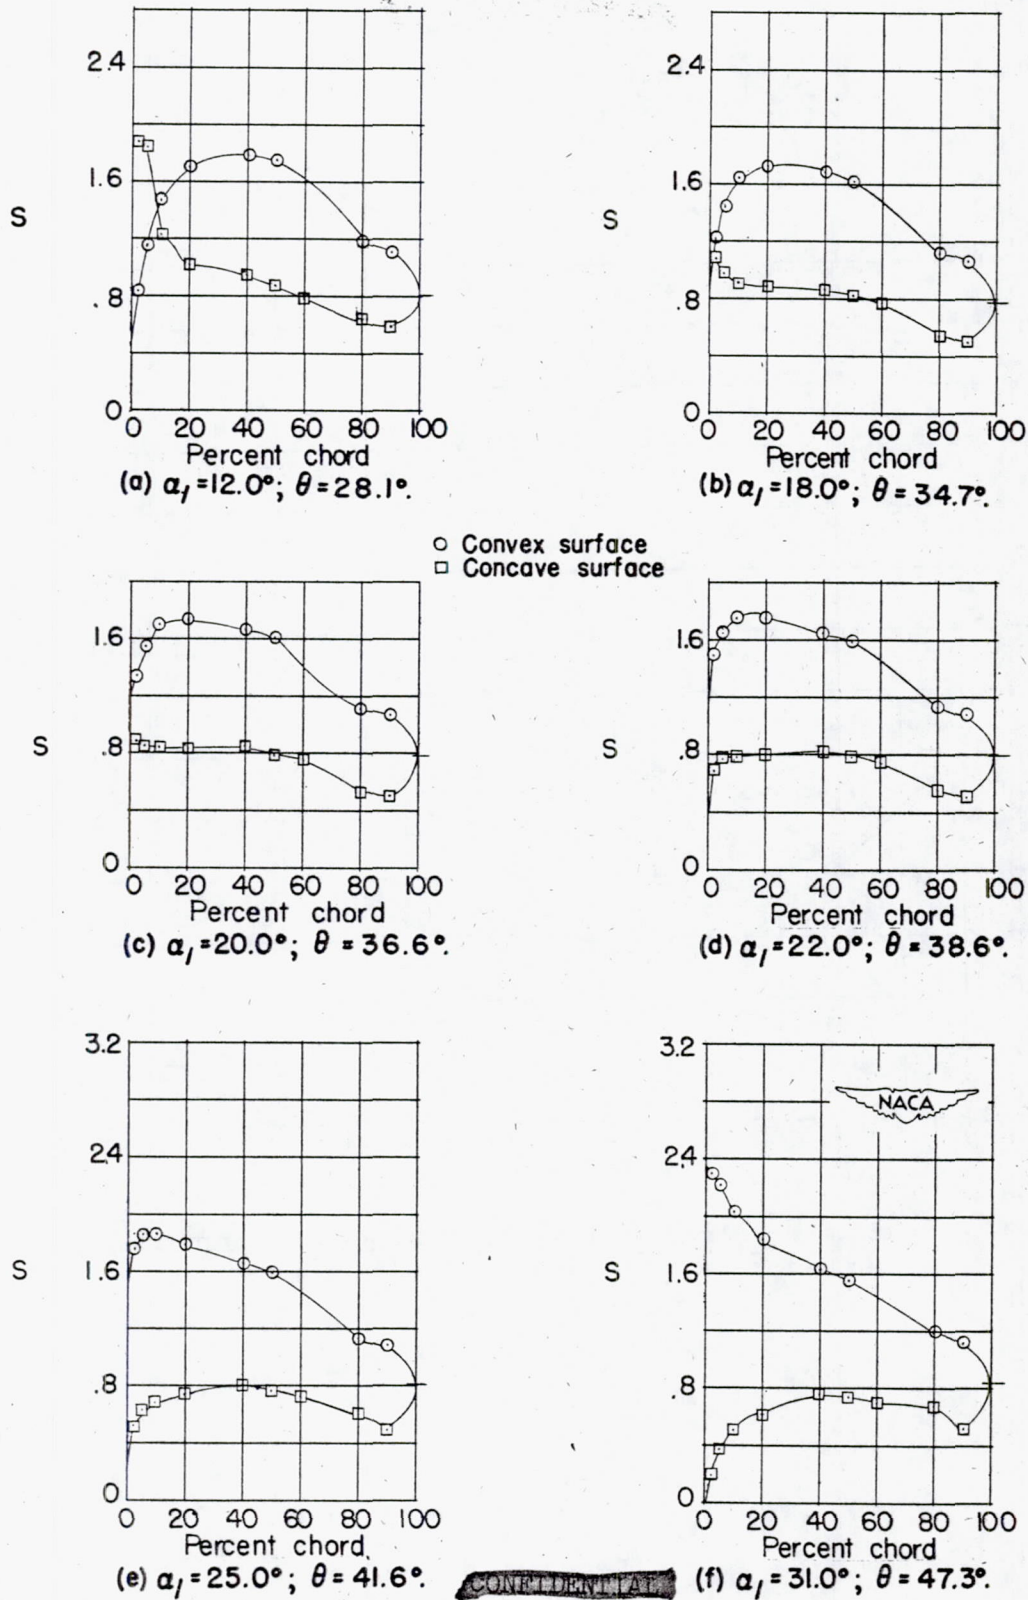 2.4
1.6
S
.8
0
0 20 40 60 80 100
Percent chord
(a) α₁ =12.0°; θ=28.1°.
2.4
1.6
S
.8
0
0 20 40 60 80 100
Percent chord
(b) α₁ =18.0°; θ=34.7°.
○ Convex surface
□ Concave surface
1.6
S
.8
0
0 20 40 60 80 100
Percent chord
(c) α₁ =20.0°; θ = 36.6°.
1.6
S
.8
0
0 20 40 60 80 100
Percent chord
(d) α₁ =22.0°; θ = 38.6°.
3.2
2.4
1.6
S
.8
0
0 20 40 60 80 100
Percent chord.
(e) α₁ =25.0°; θ=41.6°.
3.2
NACA
2.4
1.6
S
.8
0
0 20 40 60 80 100
Percent chord
(f) α₁ =31.0°; θ=47.3°.
CONFIDENTIAL